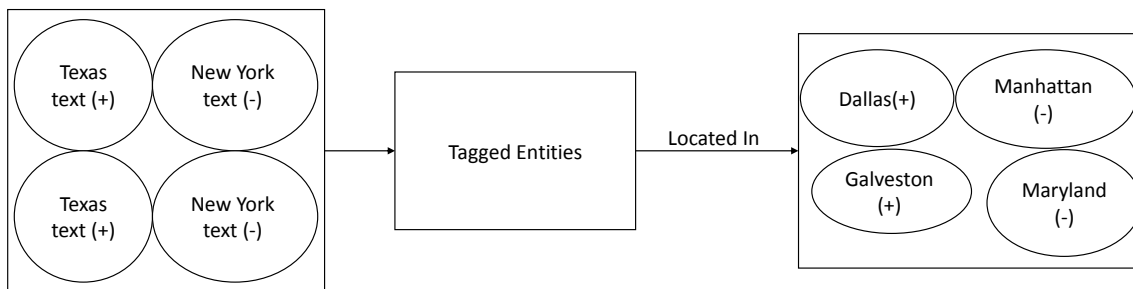 Texas
text (+)
New York
text (-)
Texas
text (+)
New York
text (-)
Tagged Entities
Located In
Dallas(+)
Manhattan
(-)
Galveston
(+)
Maryland
(-)